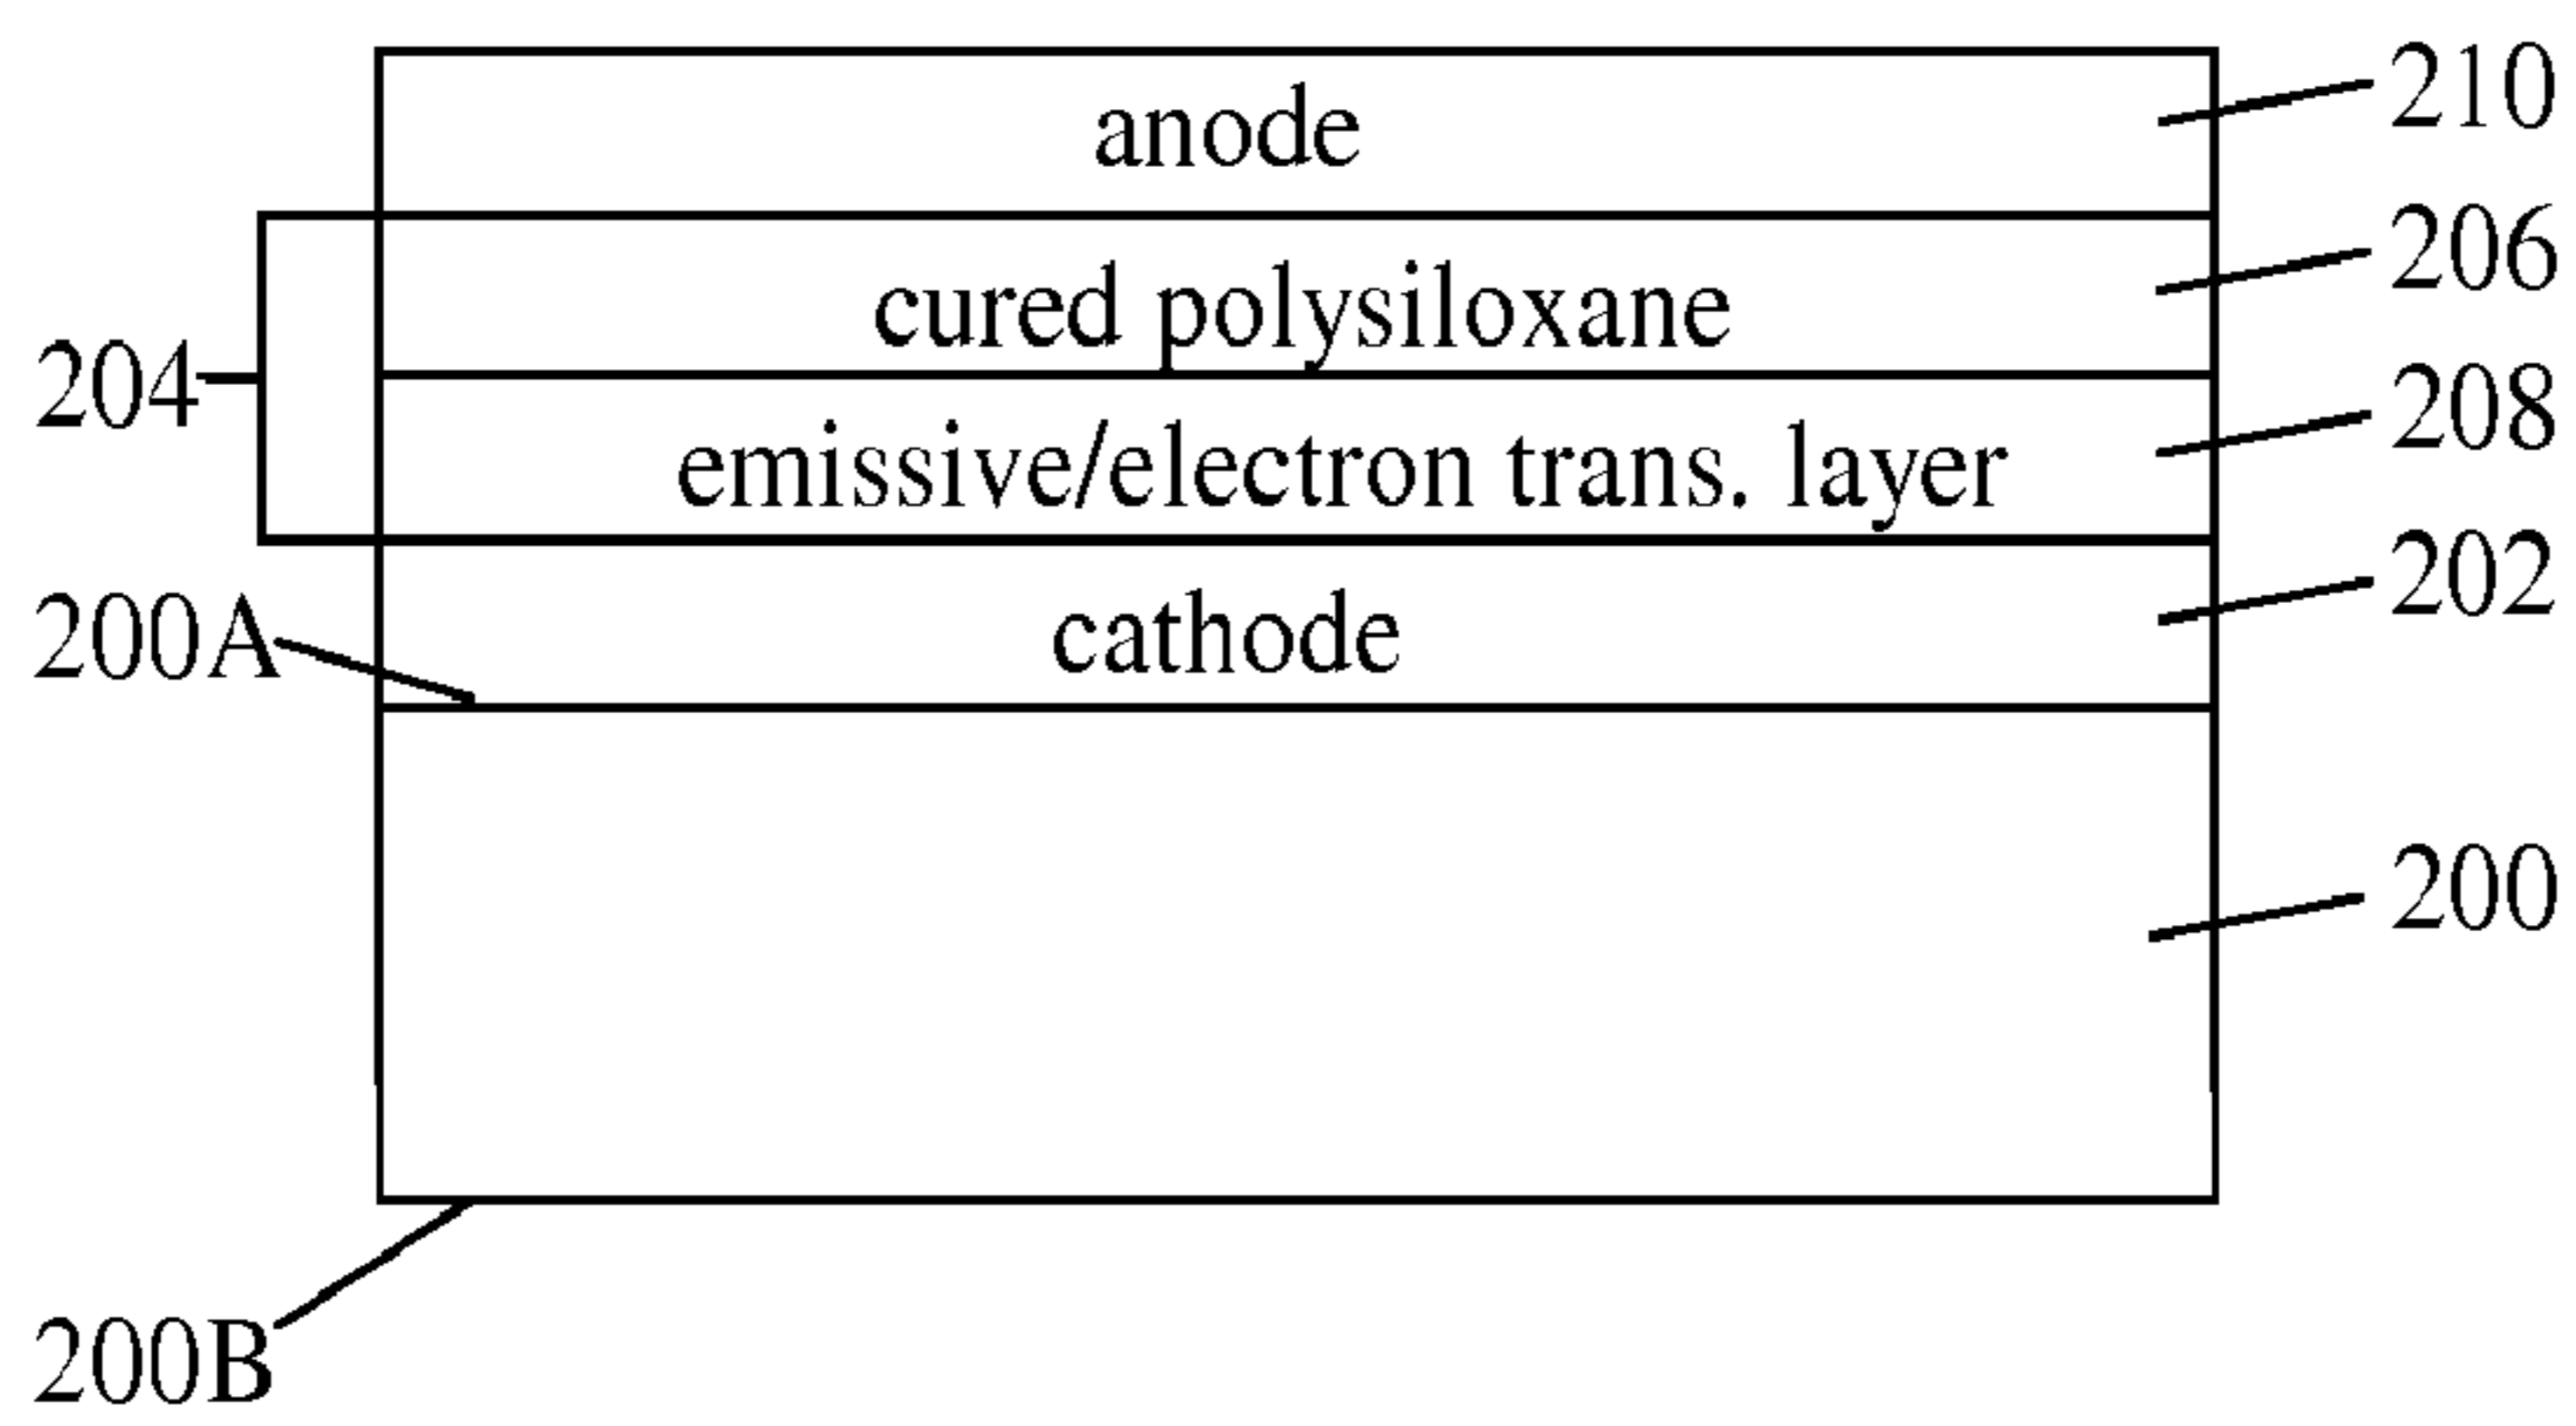 anode 210
cured polysiloxane 206
204
emissive/electron trans. layer 208
cathode 202
200A
200
200B